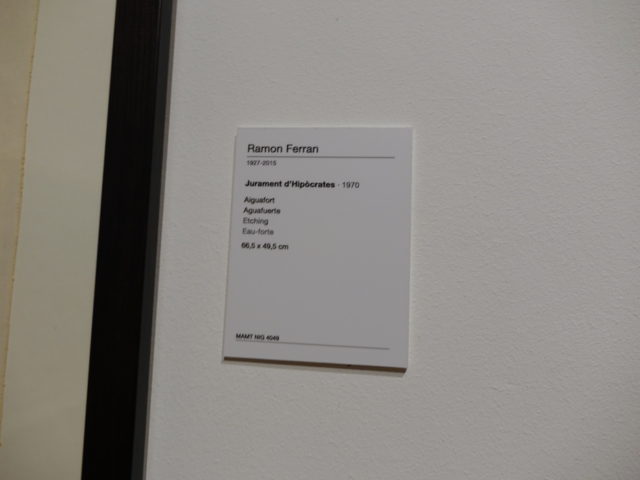 Ramon Ferran
1927-2015
Jurament d'Hipòcrates · 1970
Aiguafort
Aguafuerte
Etching
Eau-forte
66,5 x 49,5 cm
MAMT NIG 4049